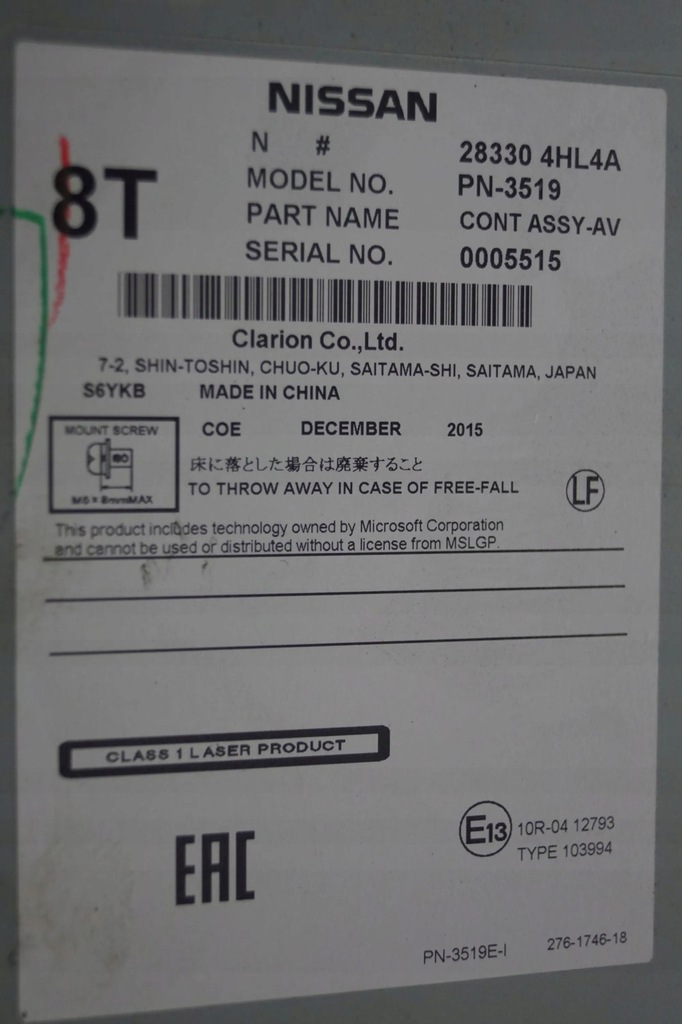 NISSAN
8T
N # 28330 4HL4A
MODEL NO. PN-3519
PART NAME CONT ASSY-AV
SERIAL NO. 0005515
Clarion Co.,Ltd.
7-2, SHIN-TOSHIN, CHUO-KU, SAITAMA-SHI, SAITAMA, JAPAN
S6YKB MADE IN CHINA
MOUNT SCREW
M5 x 8mmMAX
COE DECEMBER 2015
床に落とした場合は廃棄すること
TO THROW AWAY IN CASE OF FREE-FALL
LF
This product includes technology owned by Microsoft Corporation
and cannot be used or distributed without a license from MSLGP.
CLASS 1 LASER PRODUCT
EAC
E13 10R-04 12793
TYPE 103994
PN-3519E-I 276-1746-18